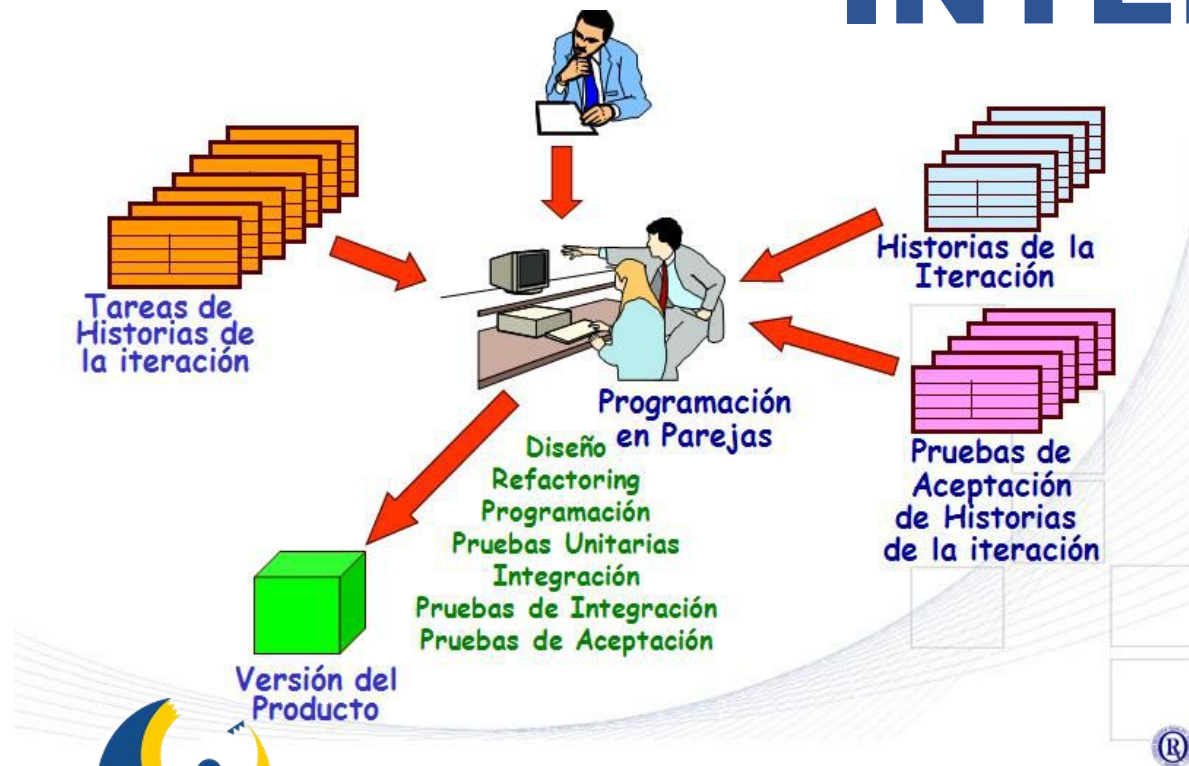 INTE
Tareas de
Historias de
la iteración
Historias de la
Iteración
Programación
en Parejas
Pruebas de
Aceptación
de Historias
de la iteración
Diseño
Refactoring
Programación
Pruebas Unitarias
Integración
Pruebas de Integración
Pruebas de Aceptación
Versión del
Producto
R